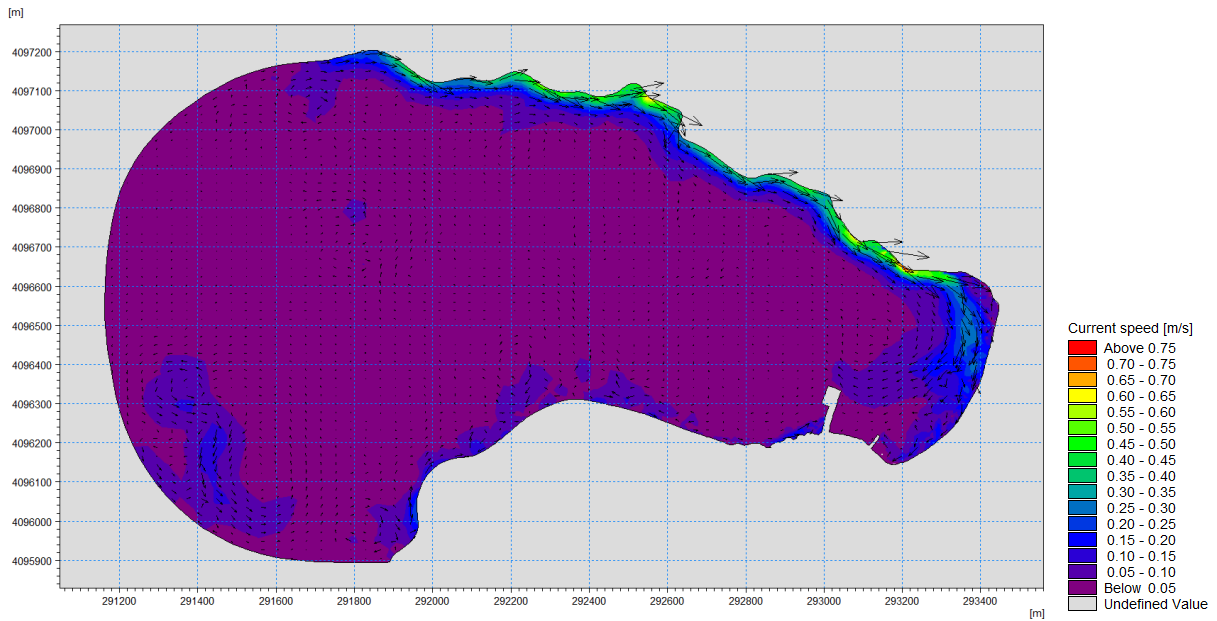 [m]
4097200
4097100
4097000
4096900
4096800
4096700
4096600
4096500
4096400
4096300
4096200
4096100
4096000
4095900
291200 291400 291600 291800 292000 292200 292400 292600 292800 293000 293200 293400
[m]
Current speed [m/s]
Above 0.75
0.70 - 0.75
0.65 - 0.70
0.60 - 0.65
0.55 - 0.60
0.50 - 0.55
0.45 - 0.50
0.40 - 0.45
0.35 - 0.40
0.30 - 0.35
0.25 - 0.30
0.20 - 0.25
0.15 - 0.20
0.10 - 0.15
0.05 - 0.10
Below 0.05
Undefined Value